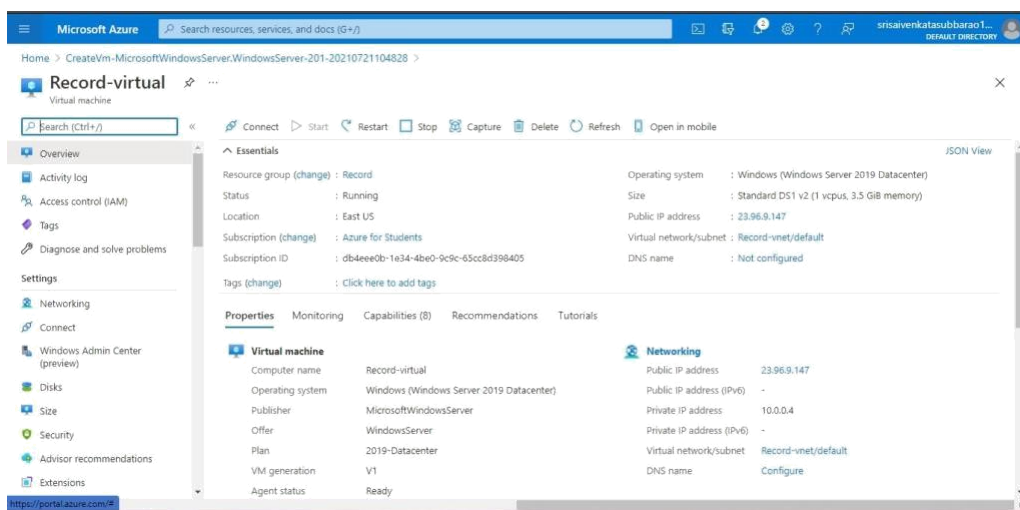 Microsoft Azure
Search resources, services, and docs (G+/)
2
srisaivenkatasubbarao1...
DEFAULT DIRECTORY
Home > CreateVm-MicrosoftWindowsServer.WindowsServer-201-20210721104828 >
Record-virtual
Virtual machine
Search (Ctrl+/)
Overview
Activity log
Access control (IAM)
Tags
Diagnose and solve problems
Settings
Networking
Connect
Windows Admin Center
(preview)
Disks
Size
Security
Advisor recommendations
Extensions
https://portal.azure.com/#
Connect Start Restart Stop Capture Delete Refresh Open in mobile
Essentials JSON View
Resource group (change) : Record
Status : Running
Location : East US
Subscription (change) : Azure for Students
Subscription ID : db4eee0b-1e34-4be0-9c9c-65cc8d398405
Tags (change) : Click here to add tags
Operating system : Windows (Windows Server 2019 Datacenter)
Size : Standard DS1 v2 (1 vcpus, 3.5 GiB memory)
Public IP address : 23.96.9.147
Virtual network/subnet : Record-vnet/default
DNS name : Not configured
Properties Monitoring Capabilities (8) Recommendations Tutorials
Virtual machine
Computer name Record-virtual
Operating system Windows (Windows Server 2019 Datacenter)
Publisher MicrosoftWindowsServer
Offer WindowsServer
Plan 2019-Datacenter
VM generation V1
Agent status Ready
Networking
Public IP address 23.96.9.147
Public IP address (IPv6) -
Private IP address 10.0.0.4
Private IP address (IPv6) -
Virtual network/subnet Record-vnet/default
DNS name Configure